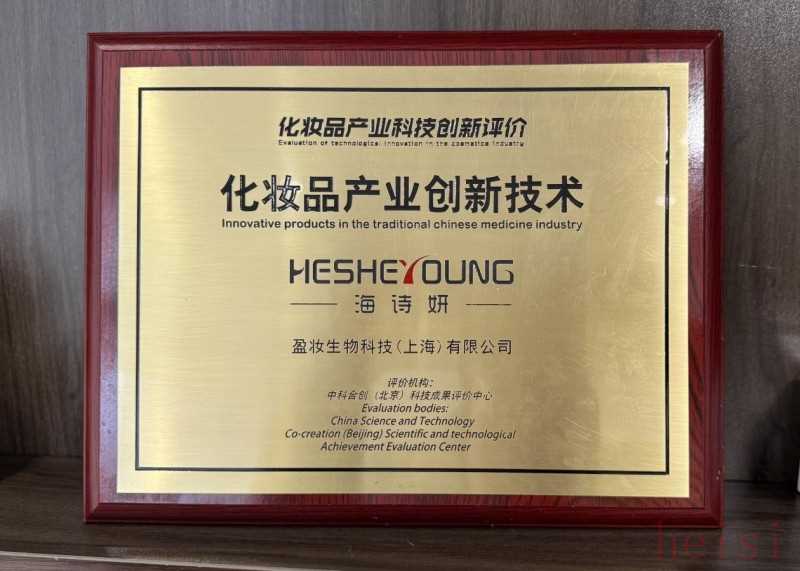 化妆品产业科技创新评价
Evaluation of technological innovation in the cosmetics industry
化妆品产业创新技术
Innovative products in the traditional chinese medicine industry
HESHEYOUNG
海诗妍
盈妆生物科技(上海)有限公司
评价机构:
中科合创（北京）科技成果评价中心
Evaluation bodies:
China Science and Technology
Co-creation (Beijing) Scientific and technological
Achievement Evaluation Center
hersi